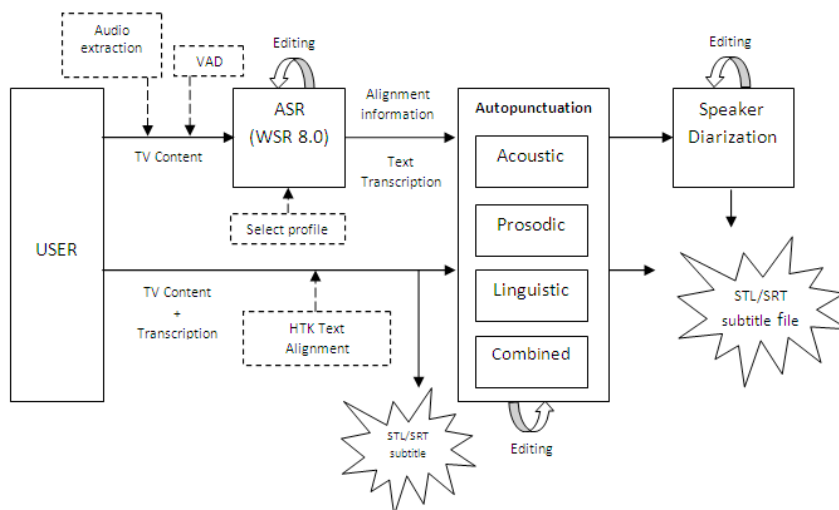 Audio
extraction
VAD
Editing
ASR
(WSR 8.0)
Alignment
information
Text
Transcription
TV Content
Select profile
USER
TV Content
+
Transcription
HTK Text
Alignment
STL/SRT
subtitle
Autopunctuation
Acoustic
Prosodic
Linguistic
Combined
Editing
Editing
Speaker
Diarization
STL/SRT
subtitle file